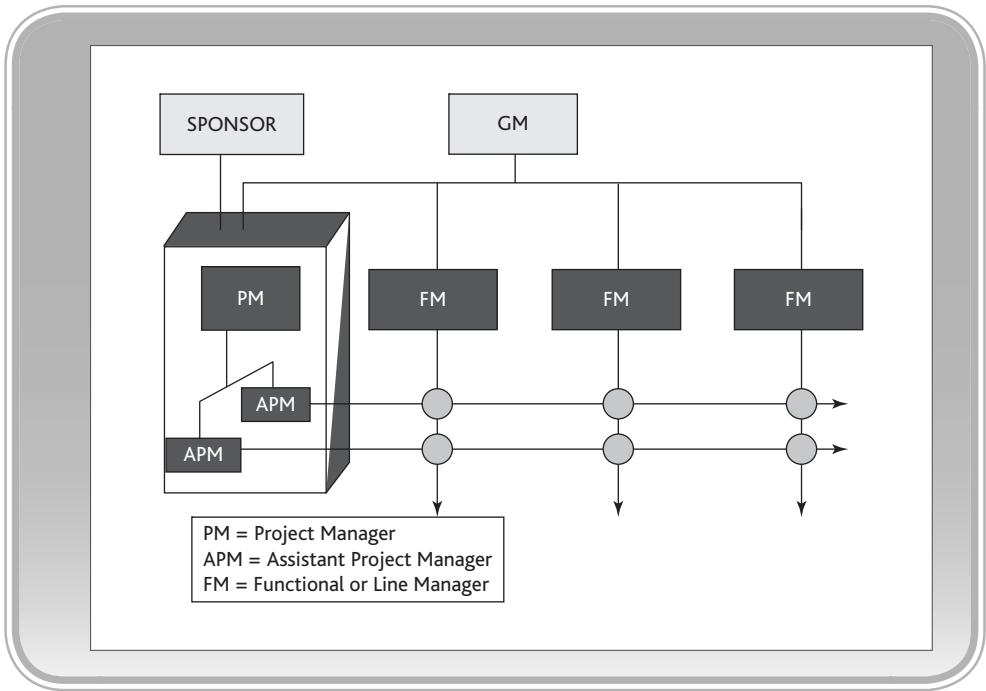 SPONSOR
GM
PM
FM
FM
FM
APM
APM
PM = Project Manager
APM = Assistant Project Manager
FM = Functional or Line Manager